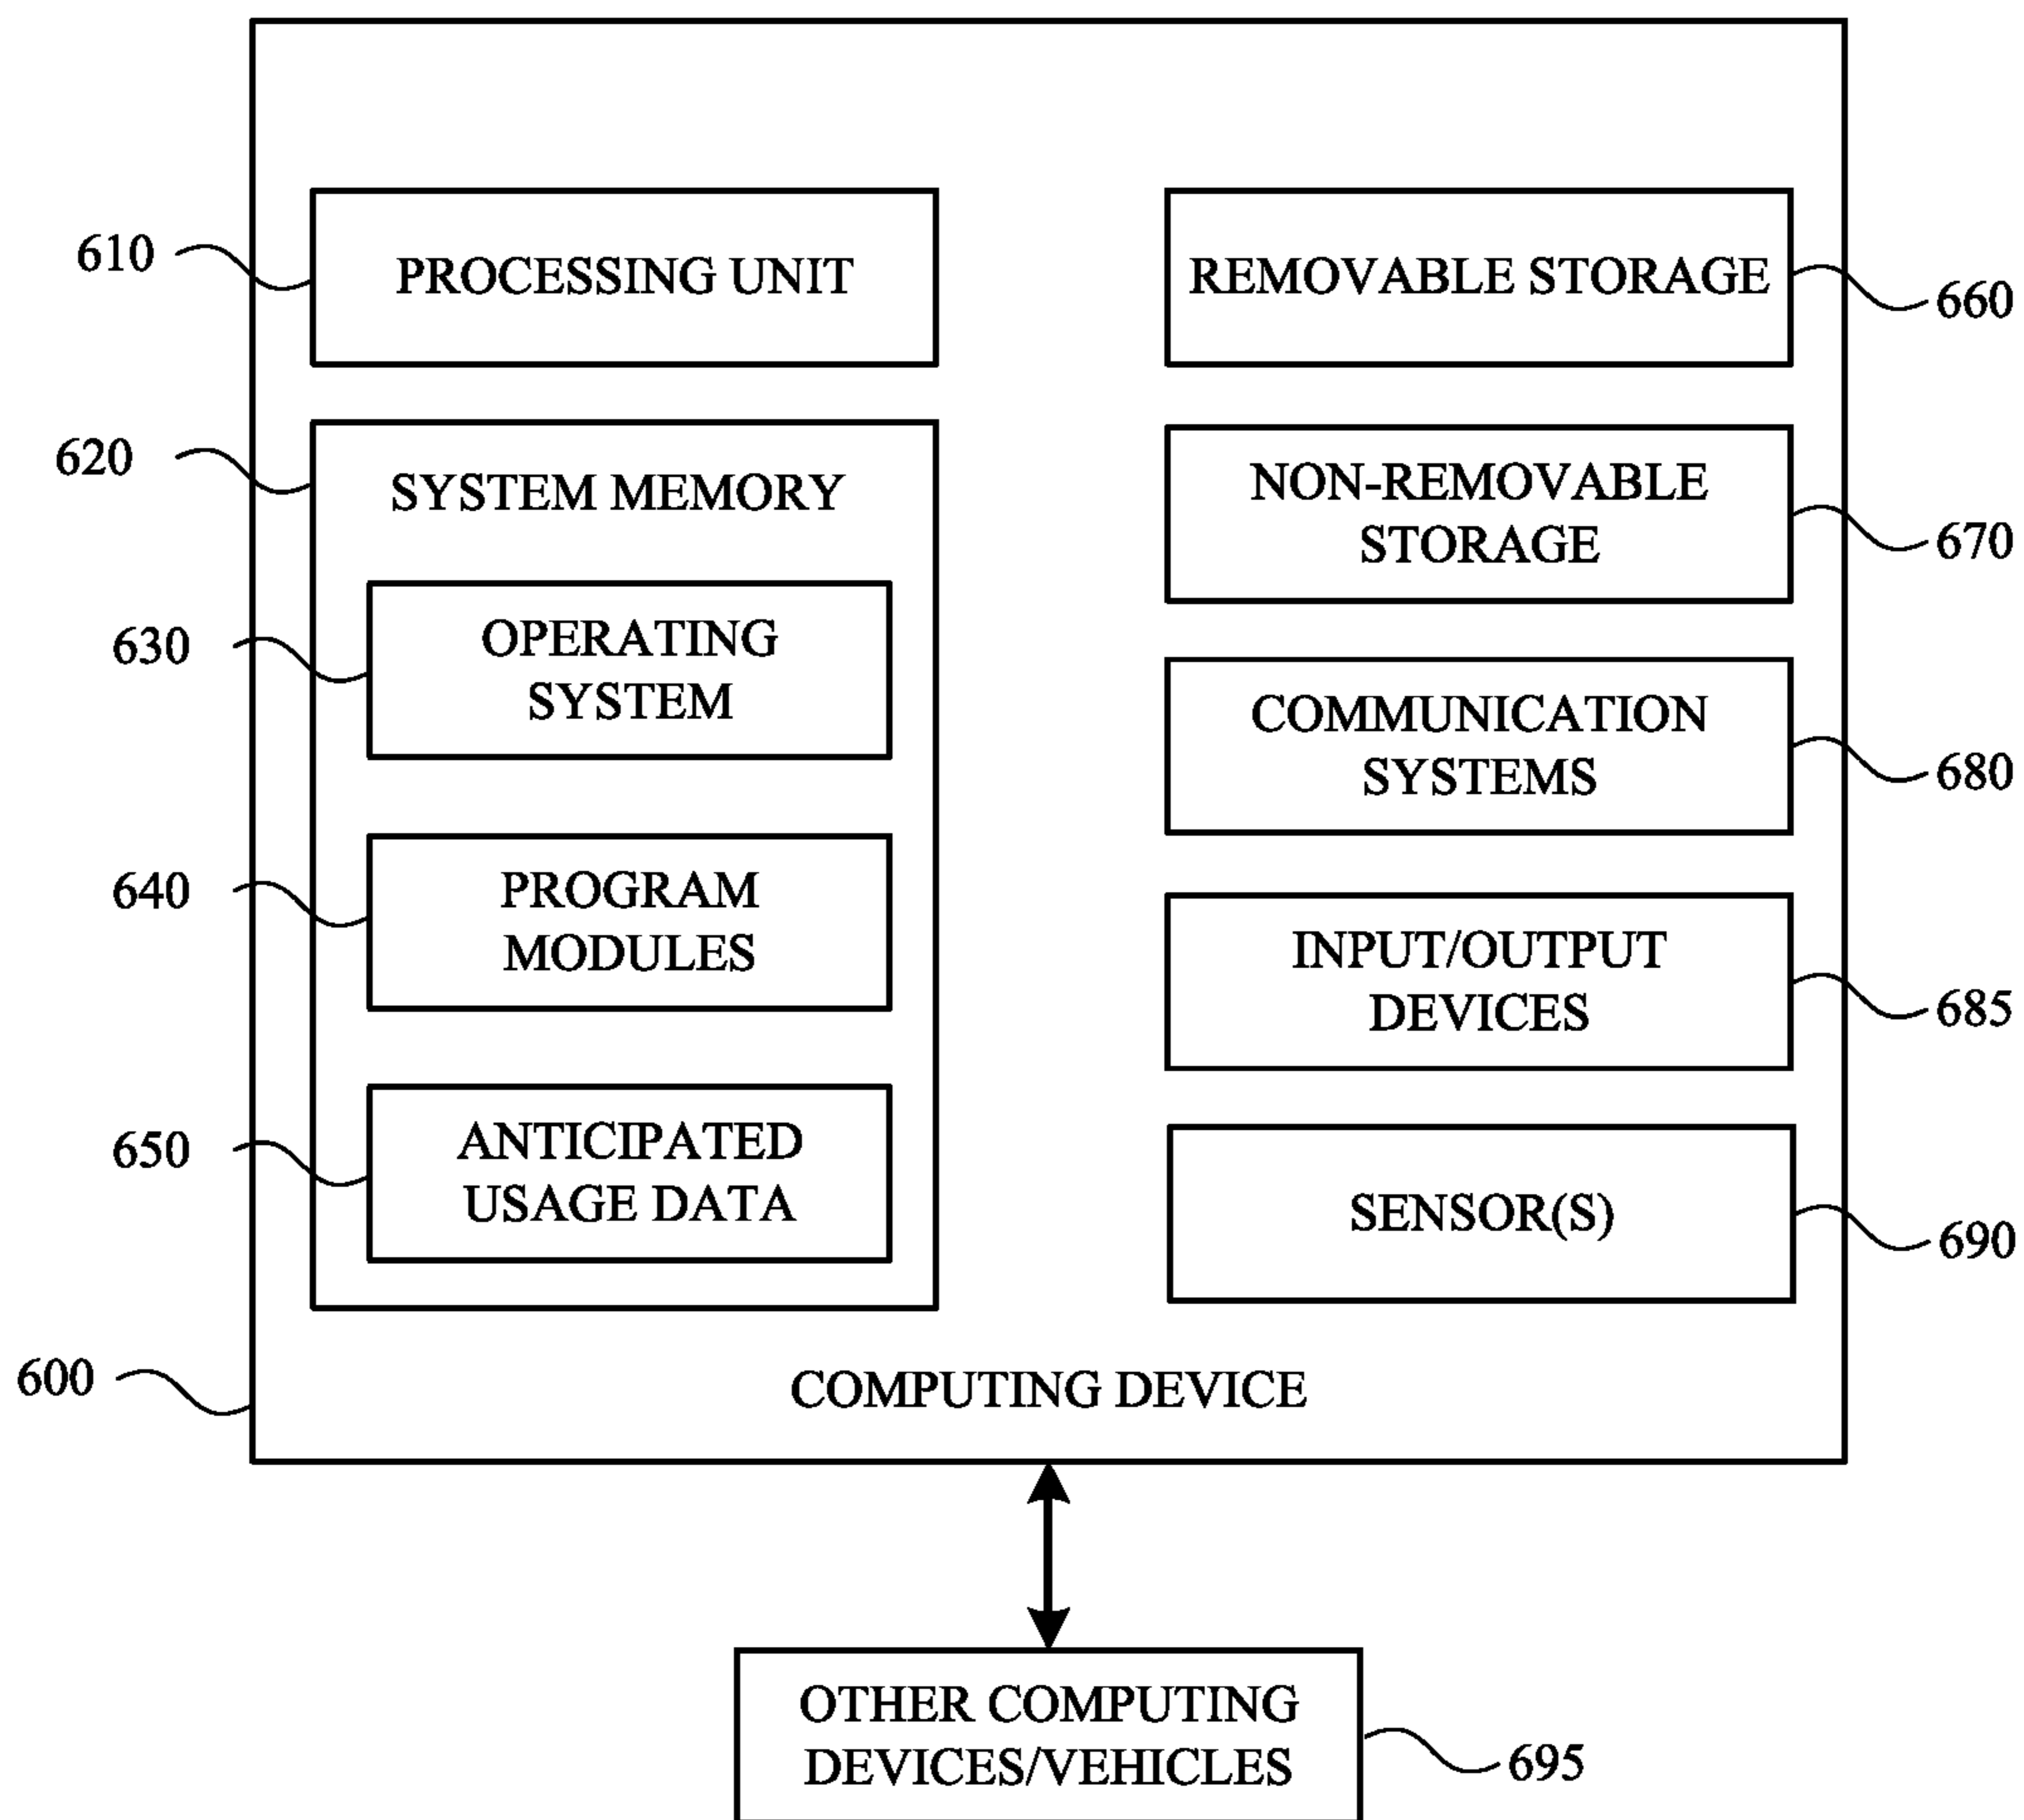 610
PROCESSING UNIT
620
SYSTEM MEMORY
630
OPERATING
SYSTEM
640
PROGRAM
MODULES
650
ANTICIPATED
USAGE DATA
REMOVABLE STORAGE
660
NON-REMOVABLE
STORAGE
670
COMMUNICATION
SYSTEMS
680
INPUT/OUTPUT
DEVICES
685
SENSOR(S)
690
600
COMPUTING DEVICE
OTHER COMPUTING
DEVICES/VEHICLES
695